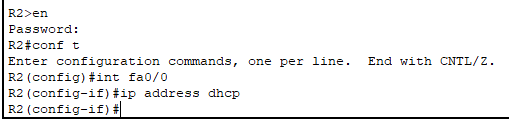 R2>en
Password:
R2#conf t
Enter configuration commands, one per line.  End with CNTL/Z.
R2(config)#int fa0/0
R2(config-if)#ip address dhcp
R2(config-if)#